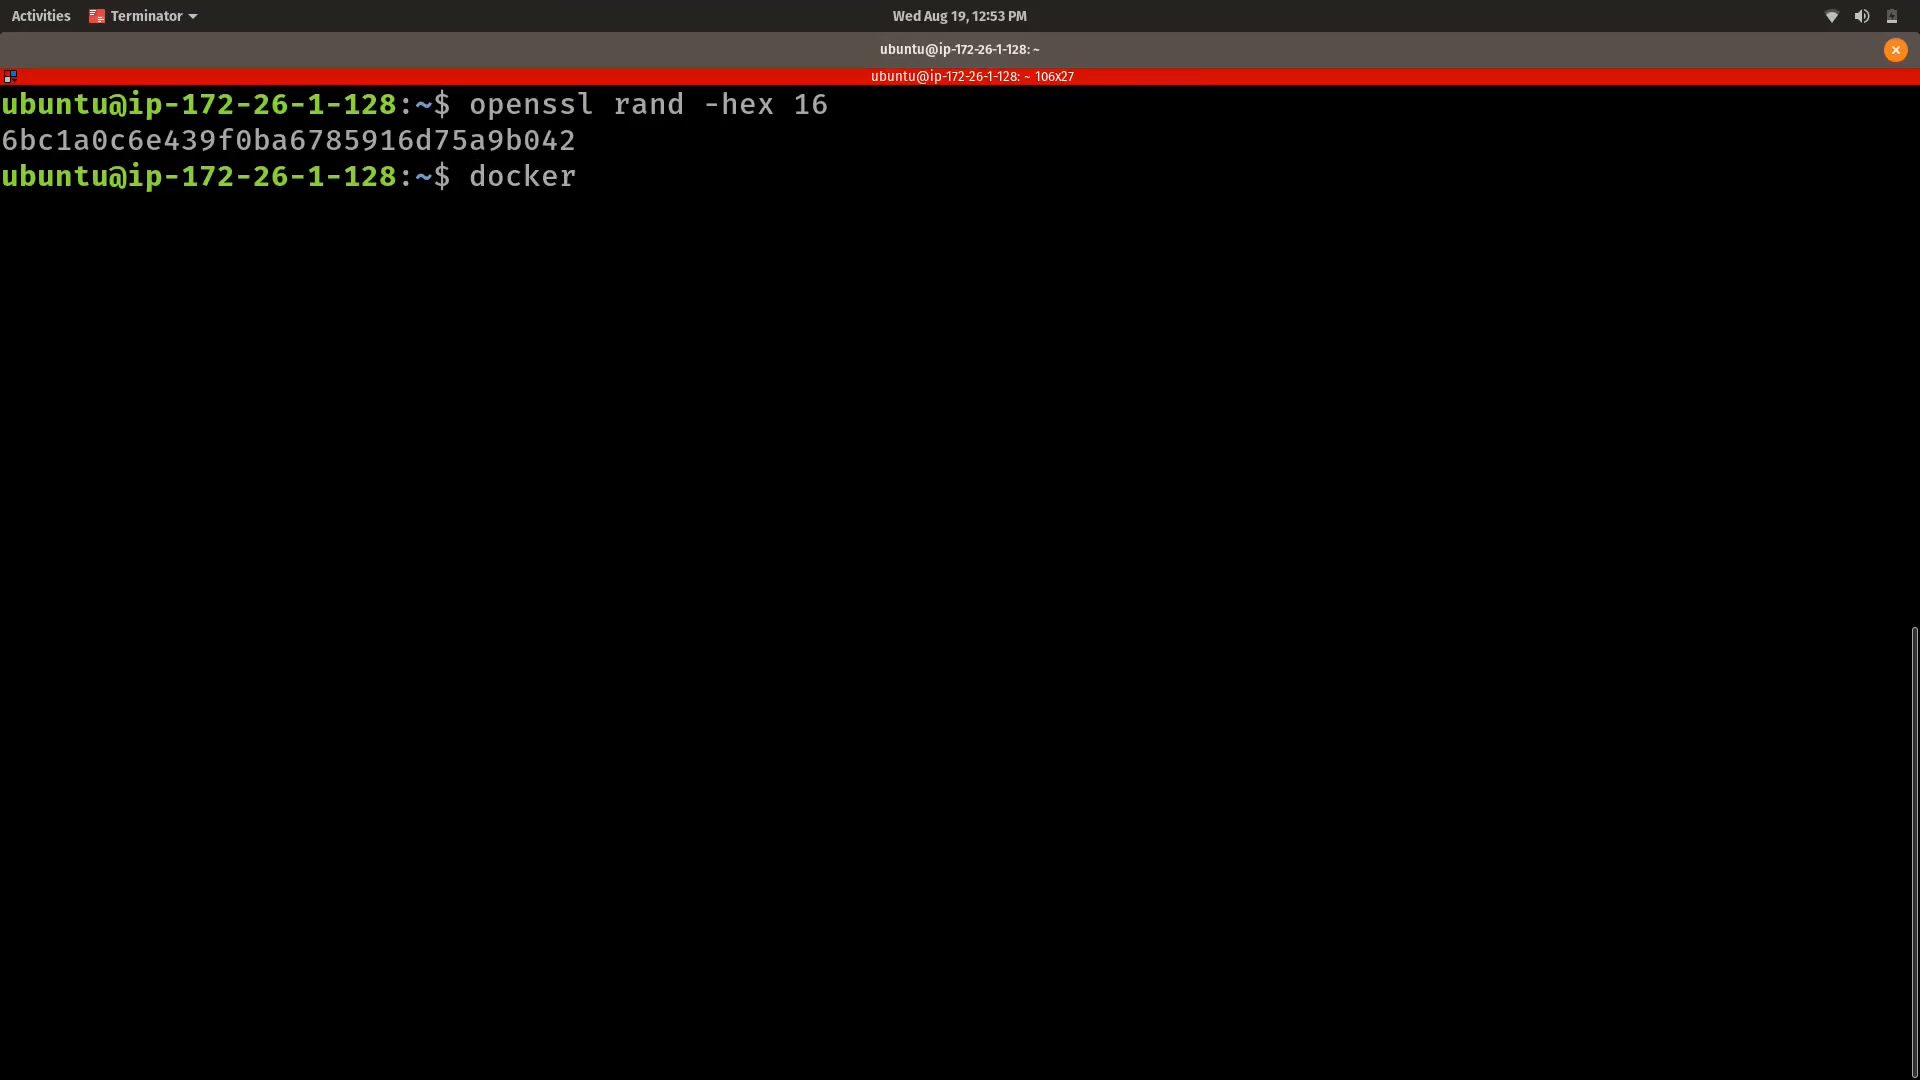 Activities Terminator Wed Aug 19, 12:53 PM
ubuntu@ip-172-26-1-128: ~
ubuntu@ip-172-26-1-128: ~ 106x27
ubuntu@ip-172-26-1-128:~$ openssl rand -hex 16
6bc1a0c6e439f0ba6785916d75a9b042
ubuntu@ip-172-26-1-128:~$ docker